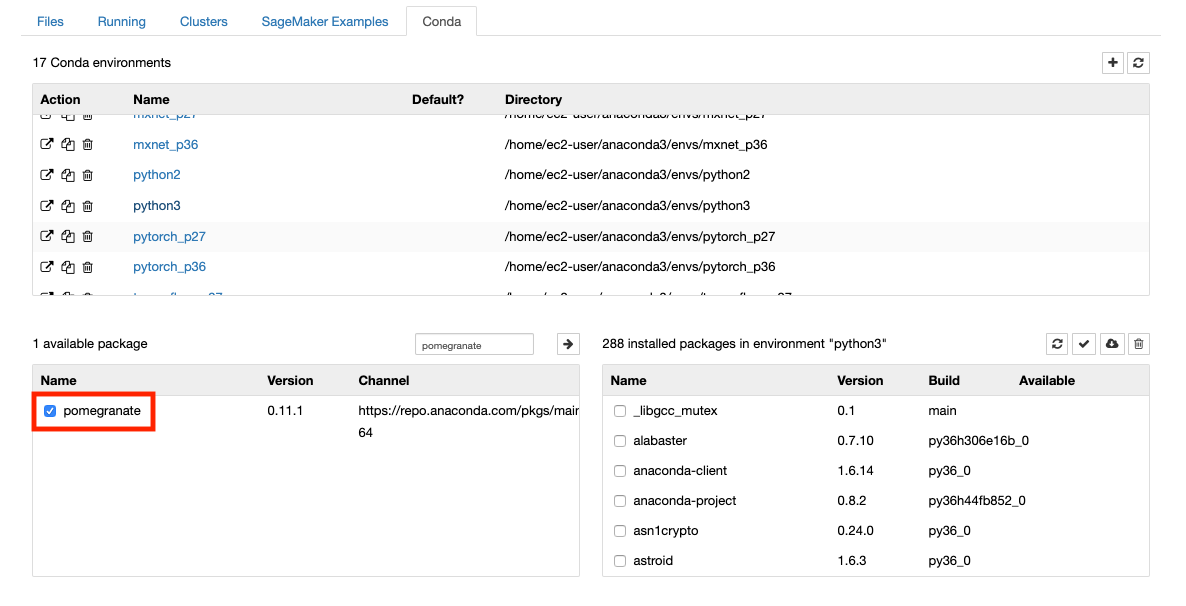 Files Running Clusters SageMaker Examples Conda
17 Conda environments
Action Name Default? Directory
mxnet_p27 /home/ec2-user/anaconda3/envs/mxnet_p27
mxnet_p36 /home/ec2-user/anaconda3/envs/mxnet_p36
python2 /home/ec2-user/anaconda3/envs/python2
python3 /home/ec2-user/anaconda3/envs/python3
pytorch_p27 /home/ec2-user/anaconda3/envs/pytorch_p27
pytorch_p36 /home/ec2-user/anaconda3/envs/pytorch_p36
1 available package pomegranate 288 installed packages in environment "python3"
Name Version Channel Name Version Build Available
pomegranate 0.11.1 https://repo.anaconda.com/pkgs/main _libgcc_mutex 0.1 main
64
alabaster 0.7.10 py36h306e16b_0
anaconda-client 1.6.14 py36_0
anaconda-project 0.8.2 py36h44fb852_0
asn1crypto 0.24.0 py36_0
astroid 1.6.3 py36_0